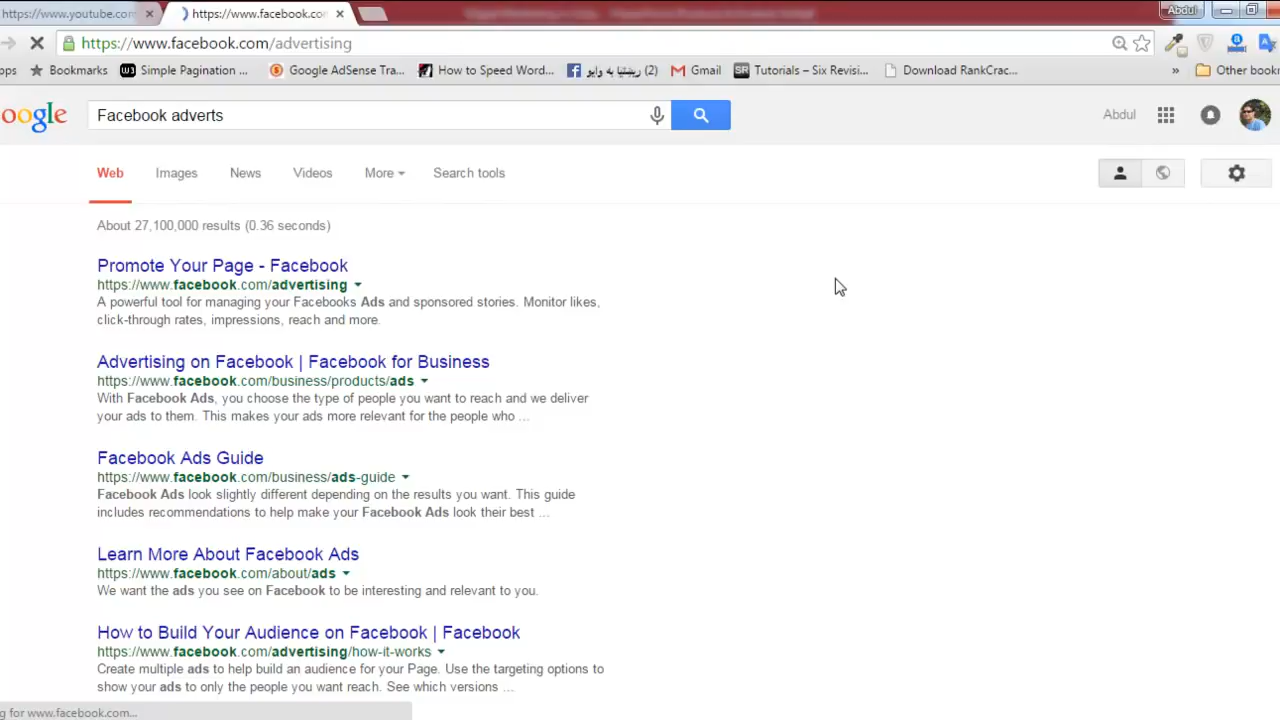 https://www.youtube.com
https://www.facebook.co
Abdul
https://www.facebook.com/advertising
ops
Bookmarks
Simple Pagination ...
Google AdSense Tra...
How to Speed Word...
(2) ریښتیا به وایو
Gmail
Tutorials – Six Revisi...
Download RankCrac...
»
Other bookm
oogle
Facebook adverts
Abdul
Web
Images
News
Videos
More
Search tools
About 27,100,000 results (0.36 seconds)
Promote Your Page - Facebook
https://www.facebook.com/advertising
A powerful tool for managing your Facebooks Ads and sponsored stories. Monitor likes,
click-through rates, impressions, reach and more.
Advertising on Facebook | Facebook for Business
https://www.facebook.com/business/products/ads
With Facebook Ads, you choose the type of people you want to reach and we deliver
your ads to them. This makes your ads more relevant for the people who ...
Facebook Ads Guide
https://www.facebook.com/business/ads-guide
Facebook Ads look slightly different depending on the results you want. This guide
includes recommendations to help make your Facebook Ads look their best ...
Learn More About Facebook Ads
https://www.facebook.com/about/ads
We want the ads you see on Facebook to be interesting and relevant to you.
How to Build Your Audience on Facebook | Facebook
https://www.facebook.com/advertising/how-it-works
Create multiple ads to help build an audience for your Page. Use the targeting options to
show your ads to only the people you want reach. See which versions ...
g for www.facebook.com...